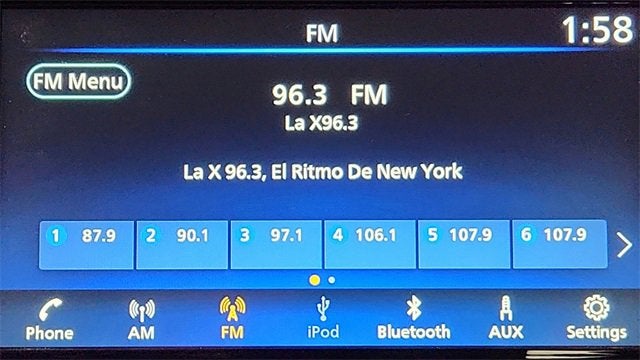 FM 1:58
FM Menu
96.3 FM
La X96.3
La X 96.3, El Ritmo De New York
1 87.9 2 90.1 3 97.1 4 106.1 5 107.9 6 107.9
Phone AM FM iPod Bluetooth AUX Settings